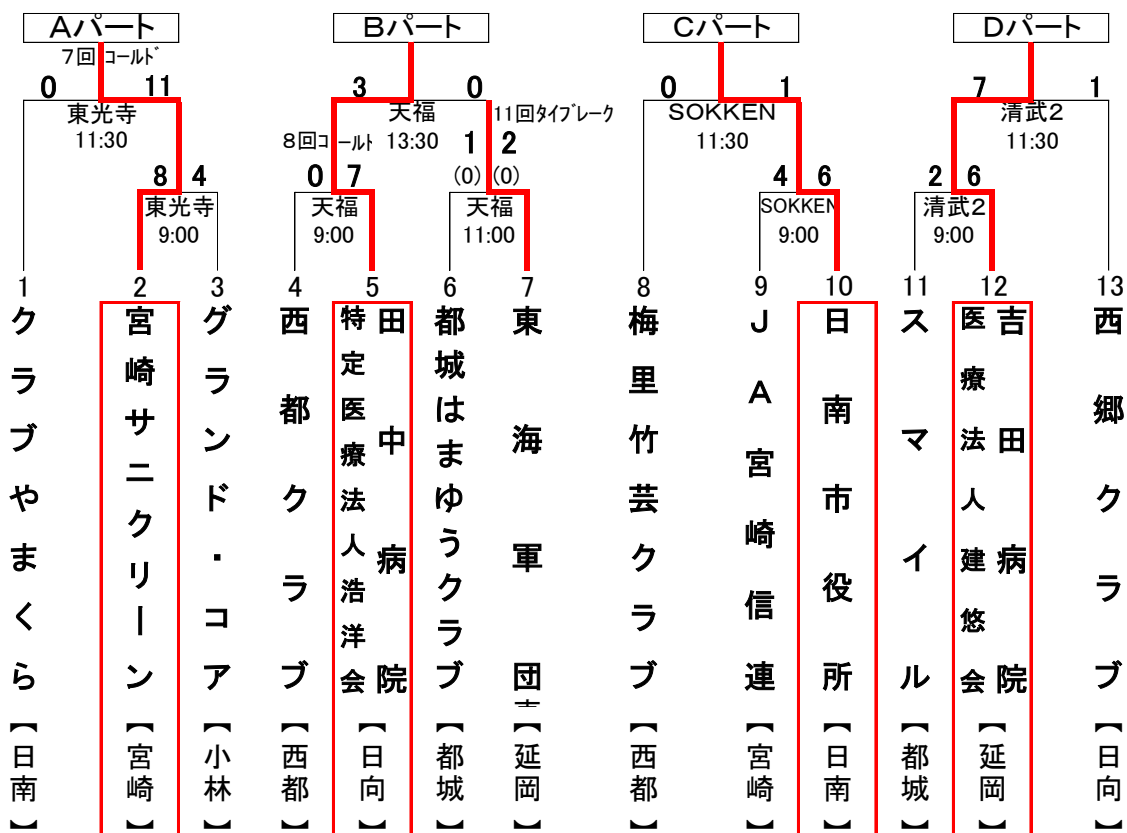 Aパート
Bパート
Cパート
Dパート
7回コールド
0 11
3 0
0 1
7 1
東光寺
11:30
天福
13:30
11回タイブレーク
SOKKEN
11:30
清武2
11:30
8 4
東光寺
9:00
8回コールド
0 7
天福
9:00
1 2
(0) (0)
天福
11:00
4 6
SOKKEN
9:00
2 6
清武2
9:00
1
クラブやまくら
【日南】
2
宮崎サニクリーン
【宮崎】
3
グランド・コア
【小林】
4
西都クラブ
【西都】
5
特定医療法人浩洋会
田中病院
【日向】
6
都城はまゆうクラブ
【都城】
7
東海軍団
【延岡】
8
梅里竹芸クラブ
【西都】
9
JA宮崎信連
【宮崎】
10
日南市役所
【日南】
11
スマイル
【都城】
12
医療法人建悠会
吉田病院
【延岡】
13
西郷クラブ
【日向】